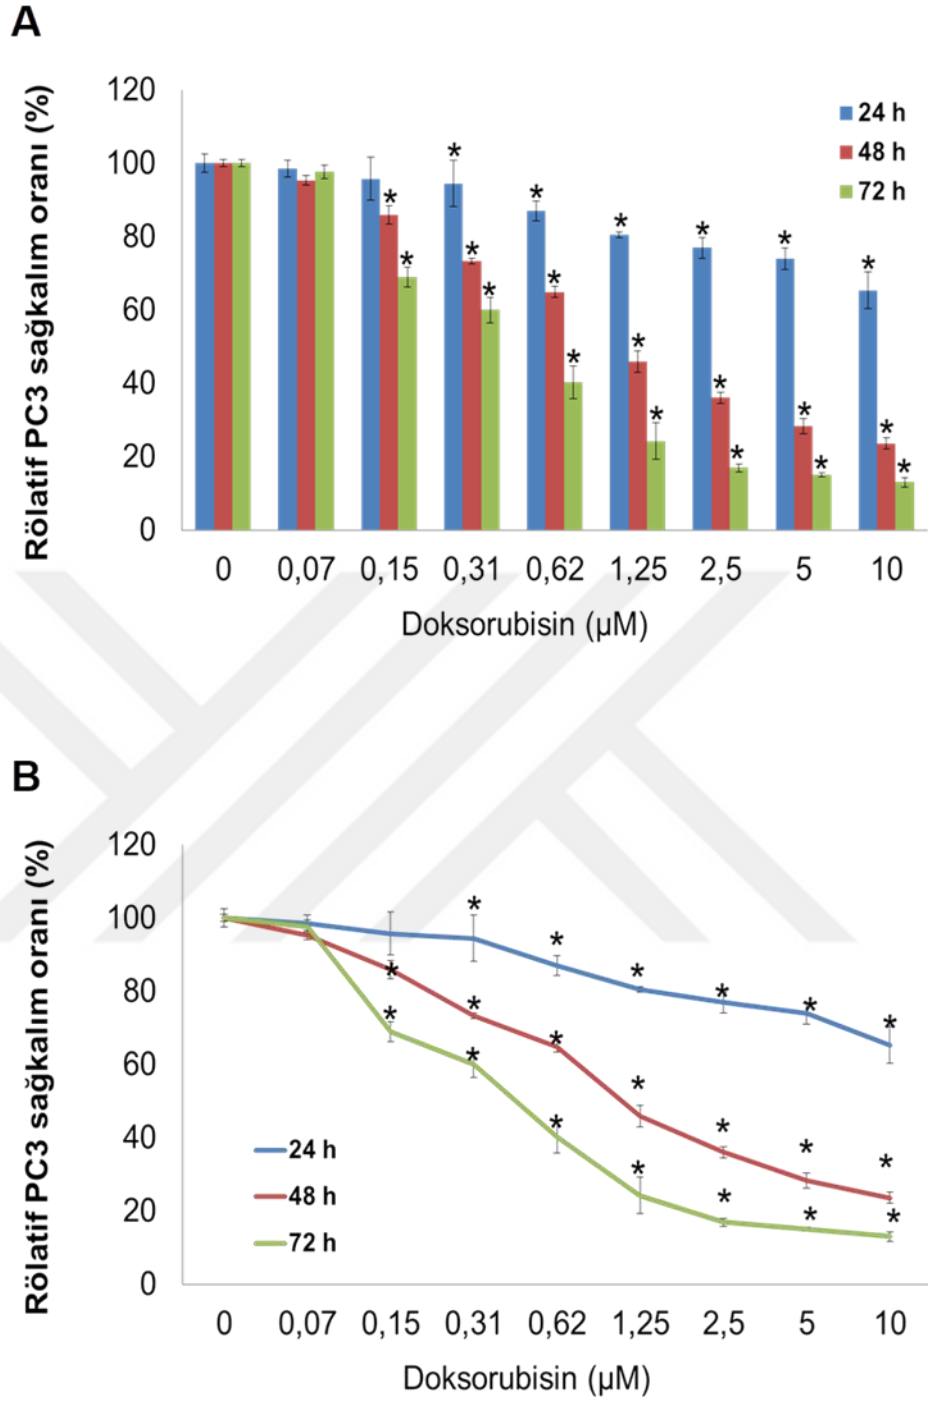 A
Rölatif PC3 sağkalım oranı (%)
120
100
80
60
40
20
0
24 h
48 h
72 h
* * * * * * *
* * * * * * *
* * * * * * *
0 0,07 0,15 0,31 0,62 1,25 2,5 5 10
Doksorubisin (µM)
B
Rölatif PC3 sağkalım oranı (%)
120
100
80
60
40
20
0
* * * * * *
* * * * * * *
* * * * * * *
24 h
48 h
72 h
0 0,07 0,15 0,31 0,62 1,25 2,5 5 10
Doksorubisin (µM)